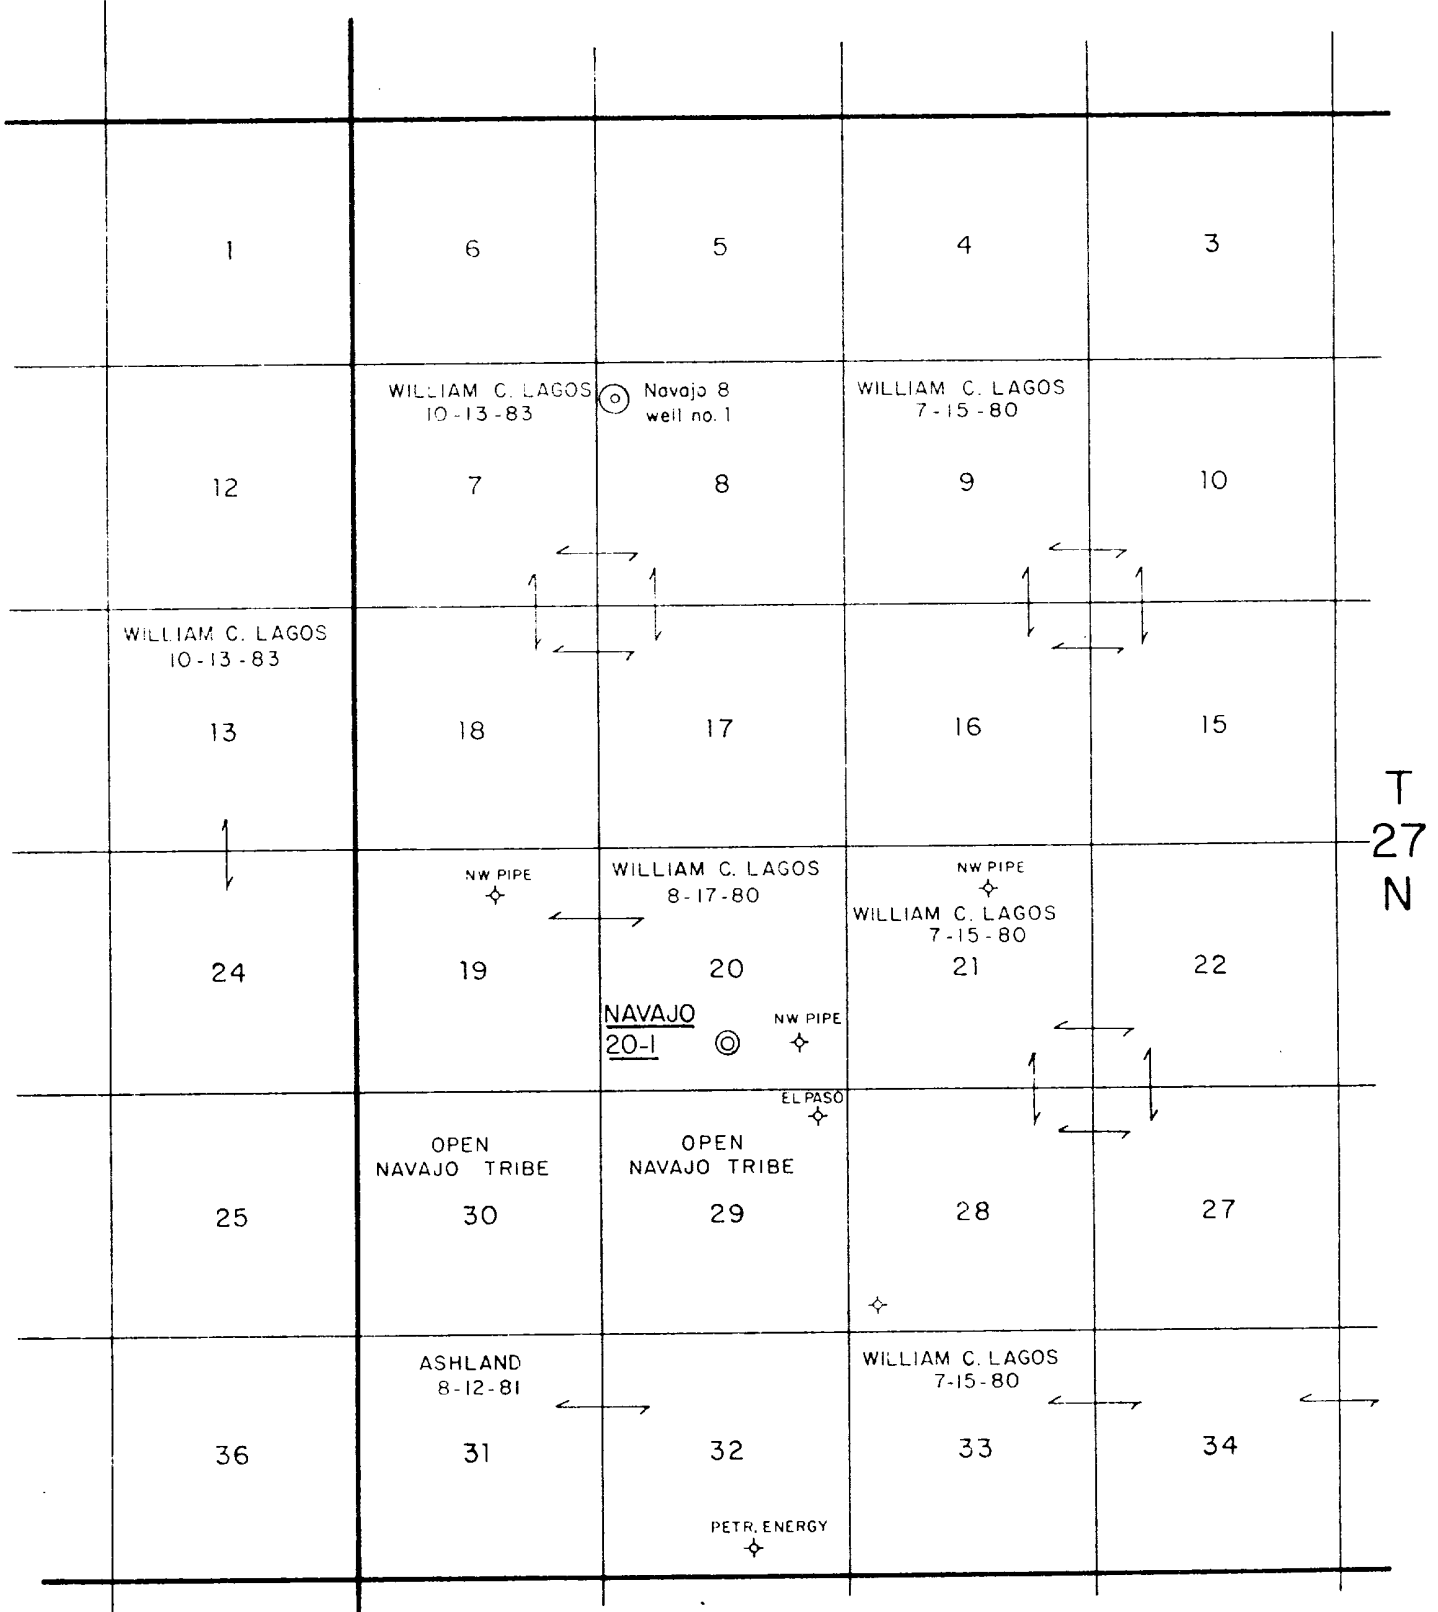 1
6
5
4
3
WILLIAM C. LAGOS
10-13-83
Navajo 8
well no. 1
WILLIAM C. LAGOS
7-15-80
12
7
8
9
10
WILLIAM C. LAGOS
10-13-83
13
18
17
16
15
T
27
N
NW PIPE
WILLIAM C. LAGOS
8-17-80
NW PIPE
WILLIAM C. LAGOS
7-15-80
24
19
20
21
22
NAVAJO
20-1
NW PIPE
EL PASO
OPEN
NAVAJO TRIBE
OPEN
NAVAJO TRIBE
25
30
29
28
27
ASHLAND
8-12-81
WILLIAM C. LAGOS
7-15-80
36
31
32
33
34
PETR. ENERGY